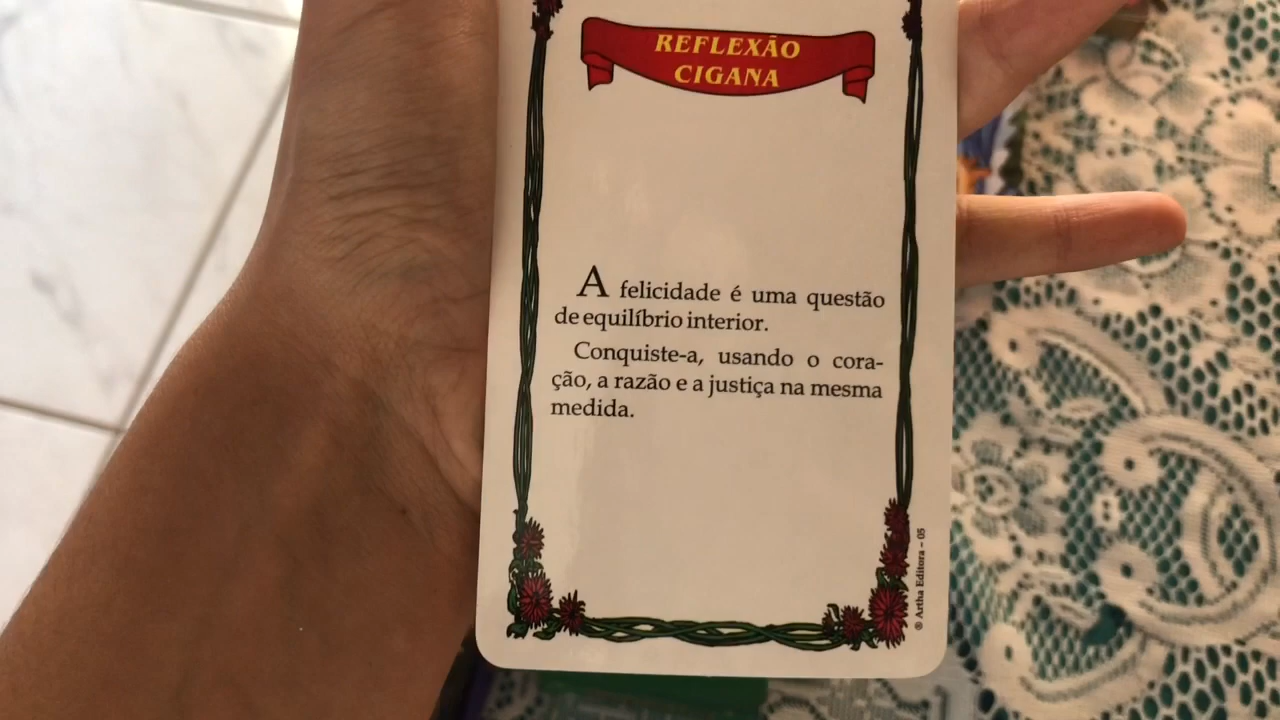 REFLEXÃO
CIGANA
A felicidade é uma questão
de equilíbrio interior.
Conquiste-a, usando o cora-
ção, a razão e a justiça na mesma
medida.
® Artha Editora – 05